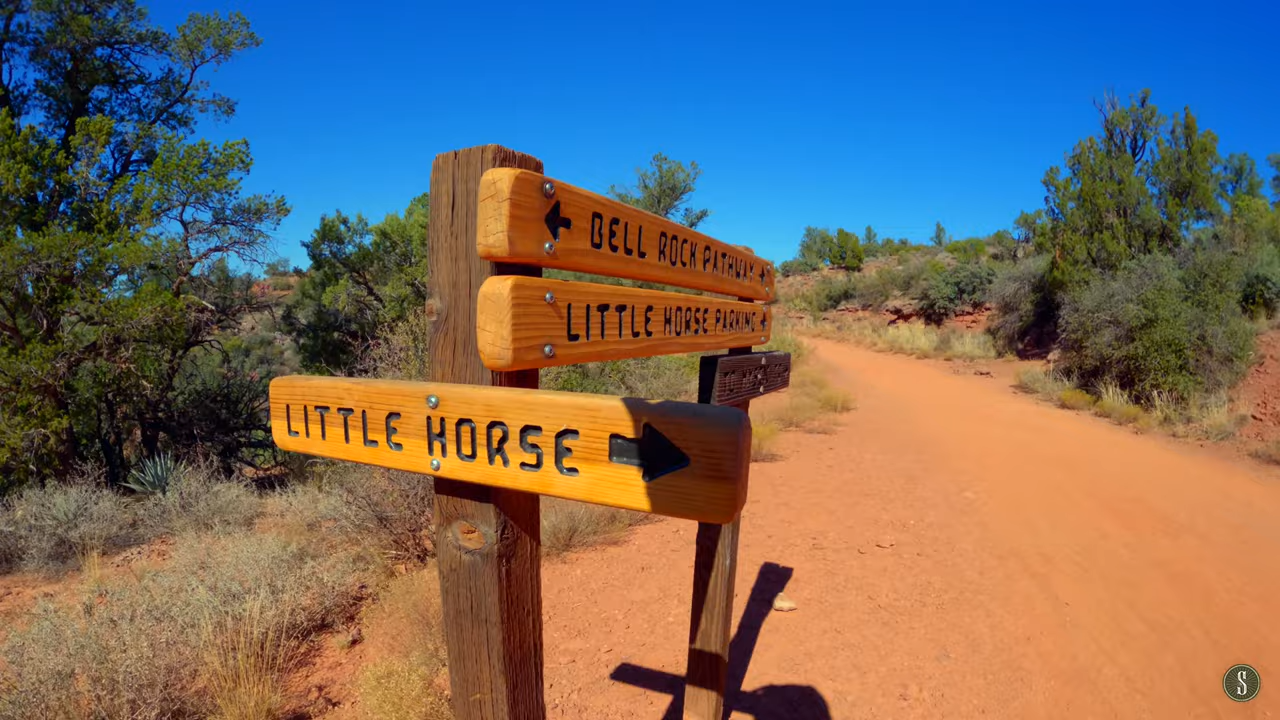 BELL ROCK PATHWAY
LITTLE HORSE PARKING
LITTLE HORSE
S